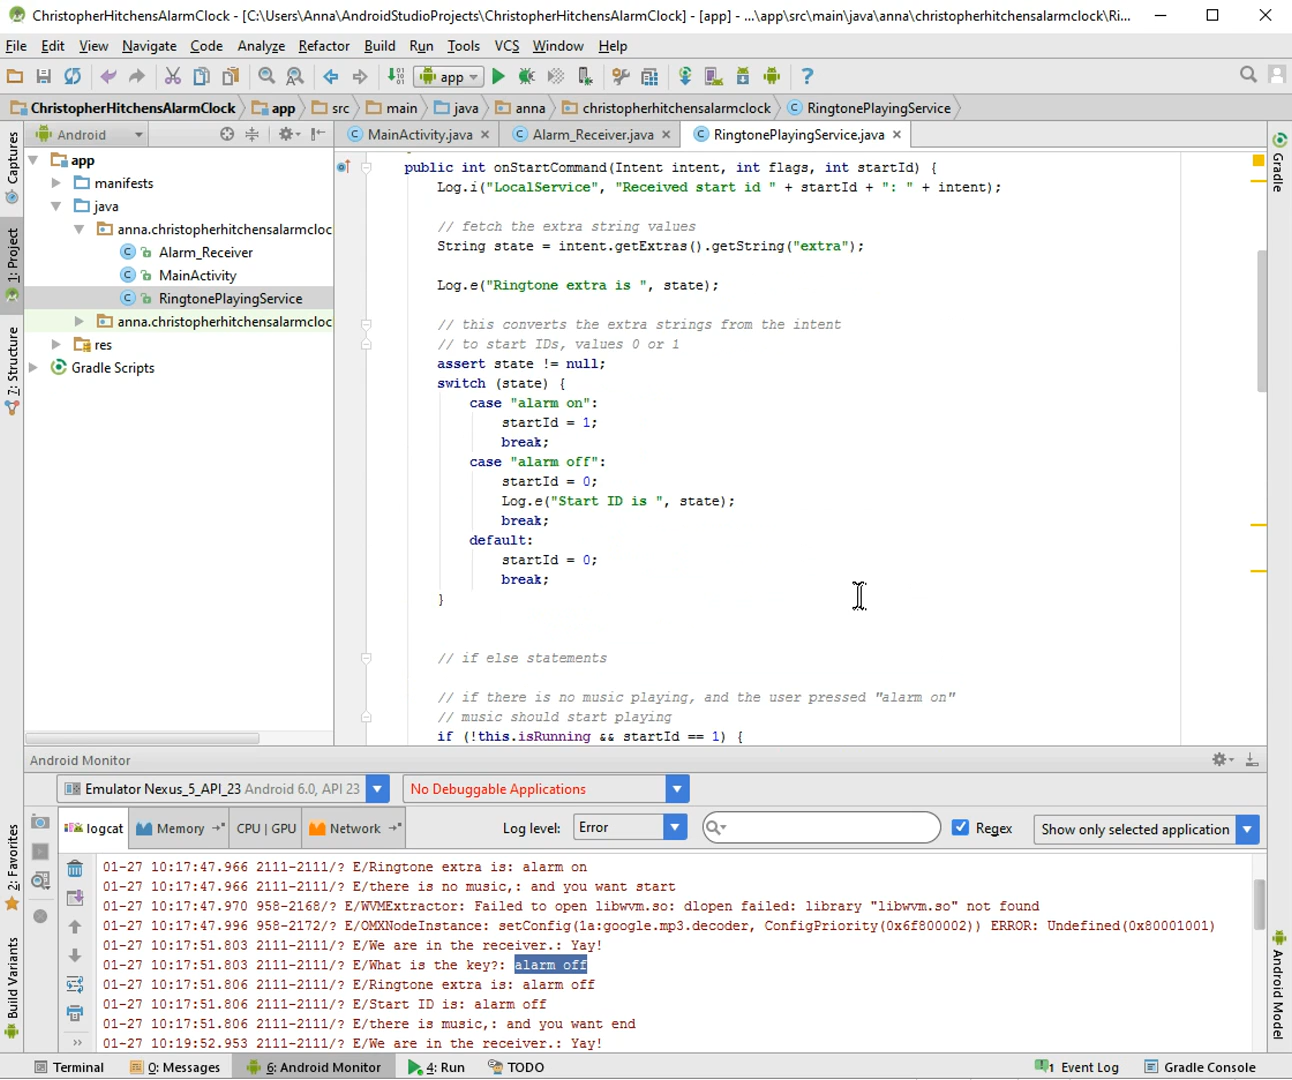 ChristopherHitchensAlarmClock - [C:\Users\Anna\AndroidStudioProjects\ChristopherHitchensAlarmClock] - [app] - ...\app\src\main\java\anna\christopherhitchensalarmclock\Ri...
File Edit View Navigate Code Analyze Refactor Build Run Tools VCS Window Help
app
ChristopherHitchensAlarmClock app src main java anna christopherhitchensalarmclock RingtonePlayingService
Android
MainActivity.java Alarm_Receiver.java RingtonePlayingService.java
Captures
1: Project
7: Structure
2: Favorites
Build Variants
app
manifests
java
anna.christopherhitchensalarmcloc
Alarm_Receiver
MainActivity
RingtonePlayingService
anna.christopherhitchensalarmcloc
res
Gradle Scripts
public int onStartCommand(Intent intent, int flags, int startId) {
Log.i("LocalService", "Received start id " + startId + ": " + intent);
// fetch the extra string values
String state = intent.getExtras().getString("extra");
Log.e("Ringtone extra is ", state);
// this converts the extra strings from the intent
// to start IDs, values 0 or 1
assert state != null;
switch (state) {
case "alarm on":
startId = 1;
break;
case "alarm off":
startId = 0;
Log.e("Start ID is ", state);
break;
default:
startId = 0;
break;
}
// if else statements
// if there is no music playing, and the user pressed "alarm on"
// music should start playing
if (!this.isRunning && startId == 1) {
Gradle
Android Model
Android Monitor
Emulator Nexus_5_API_23 Android 6.0, API 23 No Debuggable Applications
logcat Memory CPU | GPU Network Log level: Error Regex Show only selected application
01-27 10:17:47.966 2111-2111/? E/Ringtone extra is: alarm on
01-27 10:17:47.966 2111-2111/? E/there is no music,: and you want start
01-27 10:17:47.970 958-2168/? E/WVMExtractor: Failed to open libwvm.so: dlopen failed: library "libwvm.so" not found
01-27 10:17:47.996 958-2172/? E/OMXNodeInstance: setConfig(1a:google.mp3.decoder, ConfigPriority(0x6f800002)) ERROR: Undefined(0x80001001)
01-27 10:17:51.803 2111-2111/? E/We are in the receiver.: Yay!
01-27 10:17:51.803 2111-2111/? E/What is the key?: alarm off
01-27 10:17:51.806 2111-2111/? E/Ringtone extra is: alarm off
01-27 10:17:51.806 2111-2111/? E/Start ID is: alarm off
01-27 10:17:51.806 2111-2111/? E/there is music,: and you want end
01-27 10:19:52.953 2111-2111/? E/We are in the receiver.: Yay!
Terminal 0: Messages 6: Android Monitor 4: Run TODO 1 Event Log Gradle Console